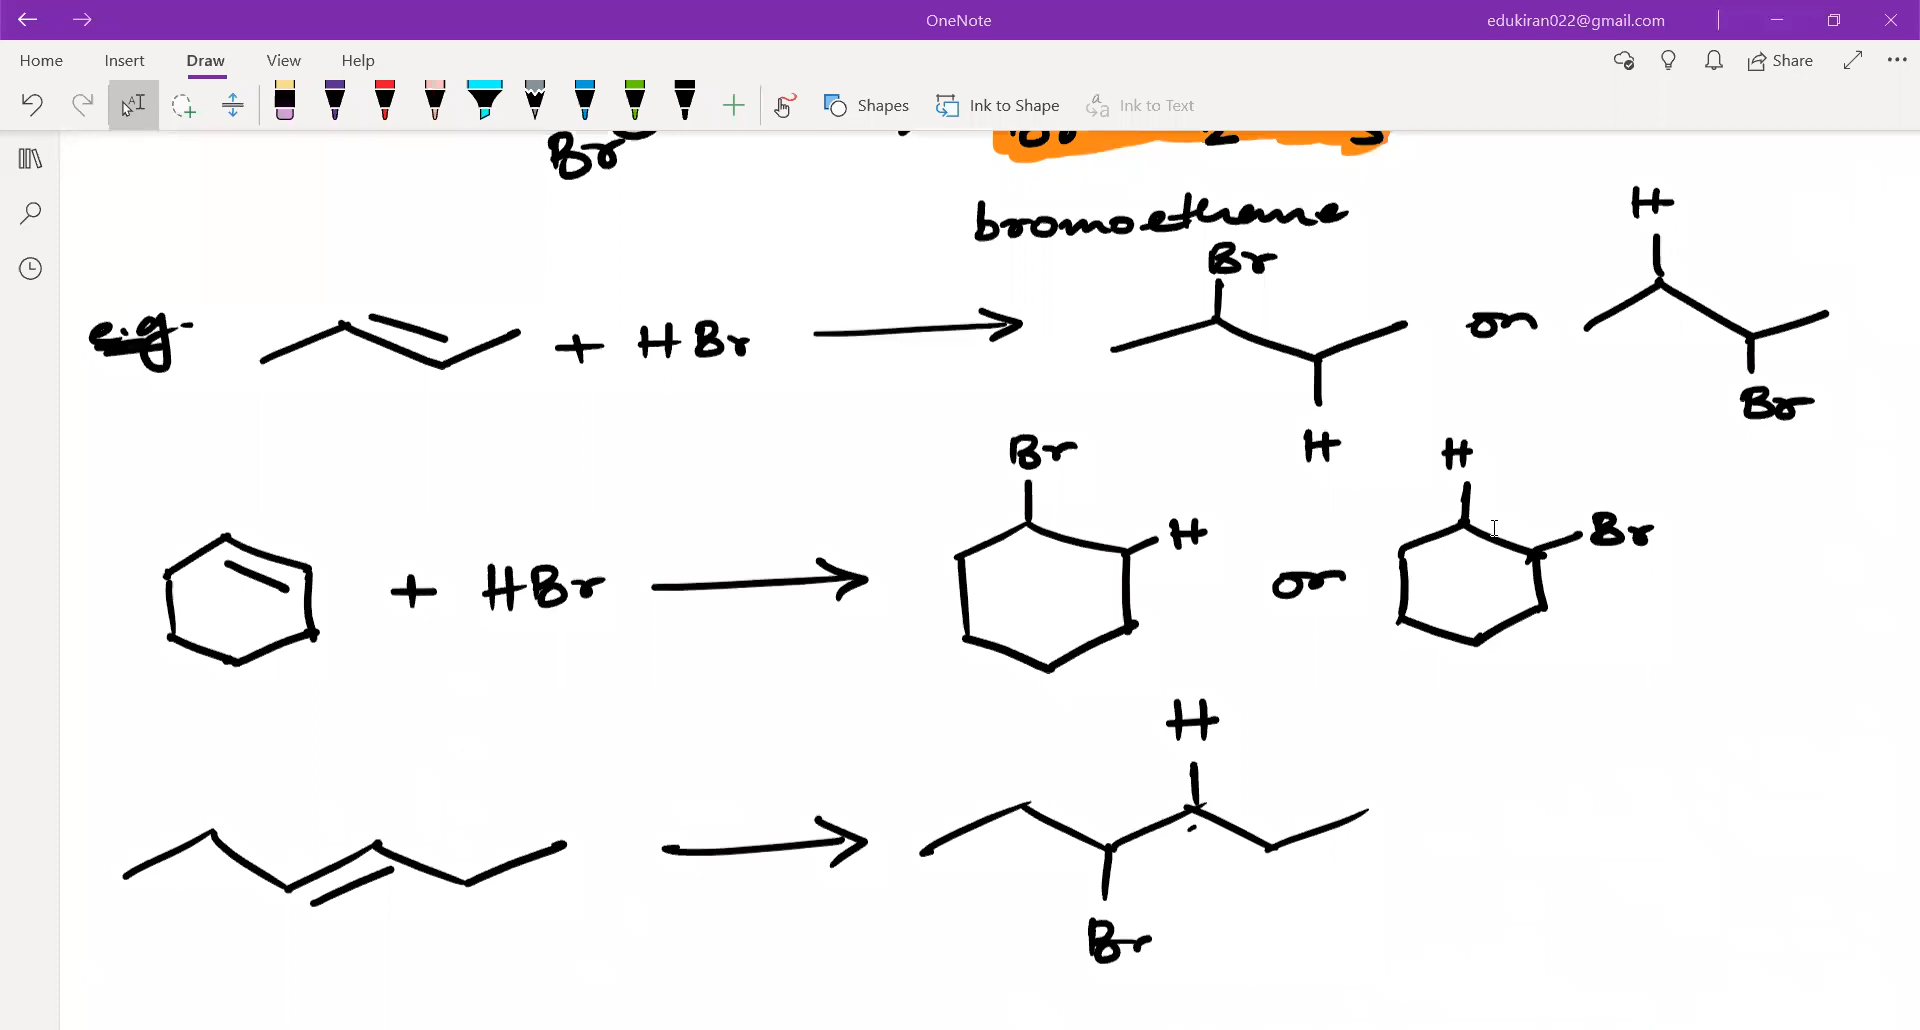 OneNote
edukiran022@gmail.com
Home Insert Draw View Help
Share
Shapes Ink to Shape Ink to Text
Br
bromoethane
H
Br
e.g. + HBr or
Br
H
Br
H
H
Br
+ HBr or
H
Br